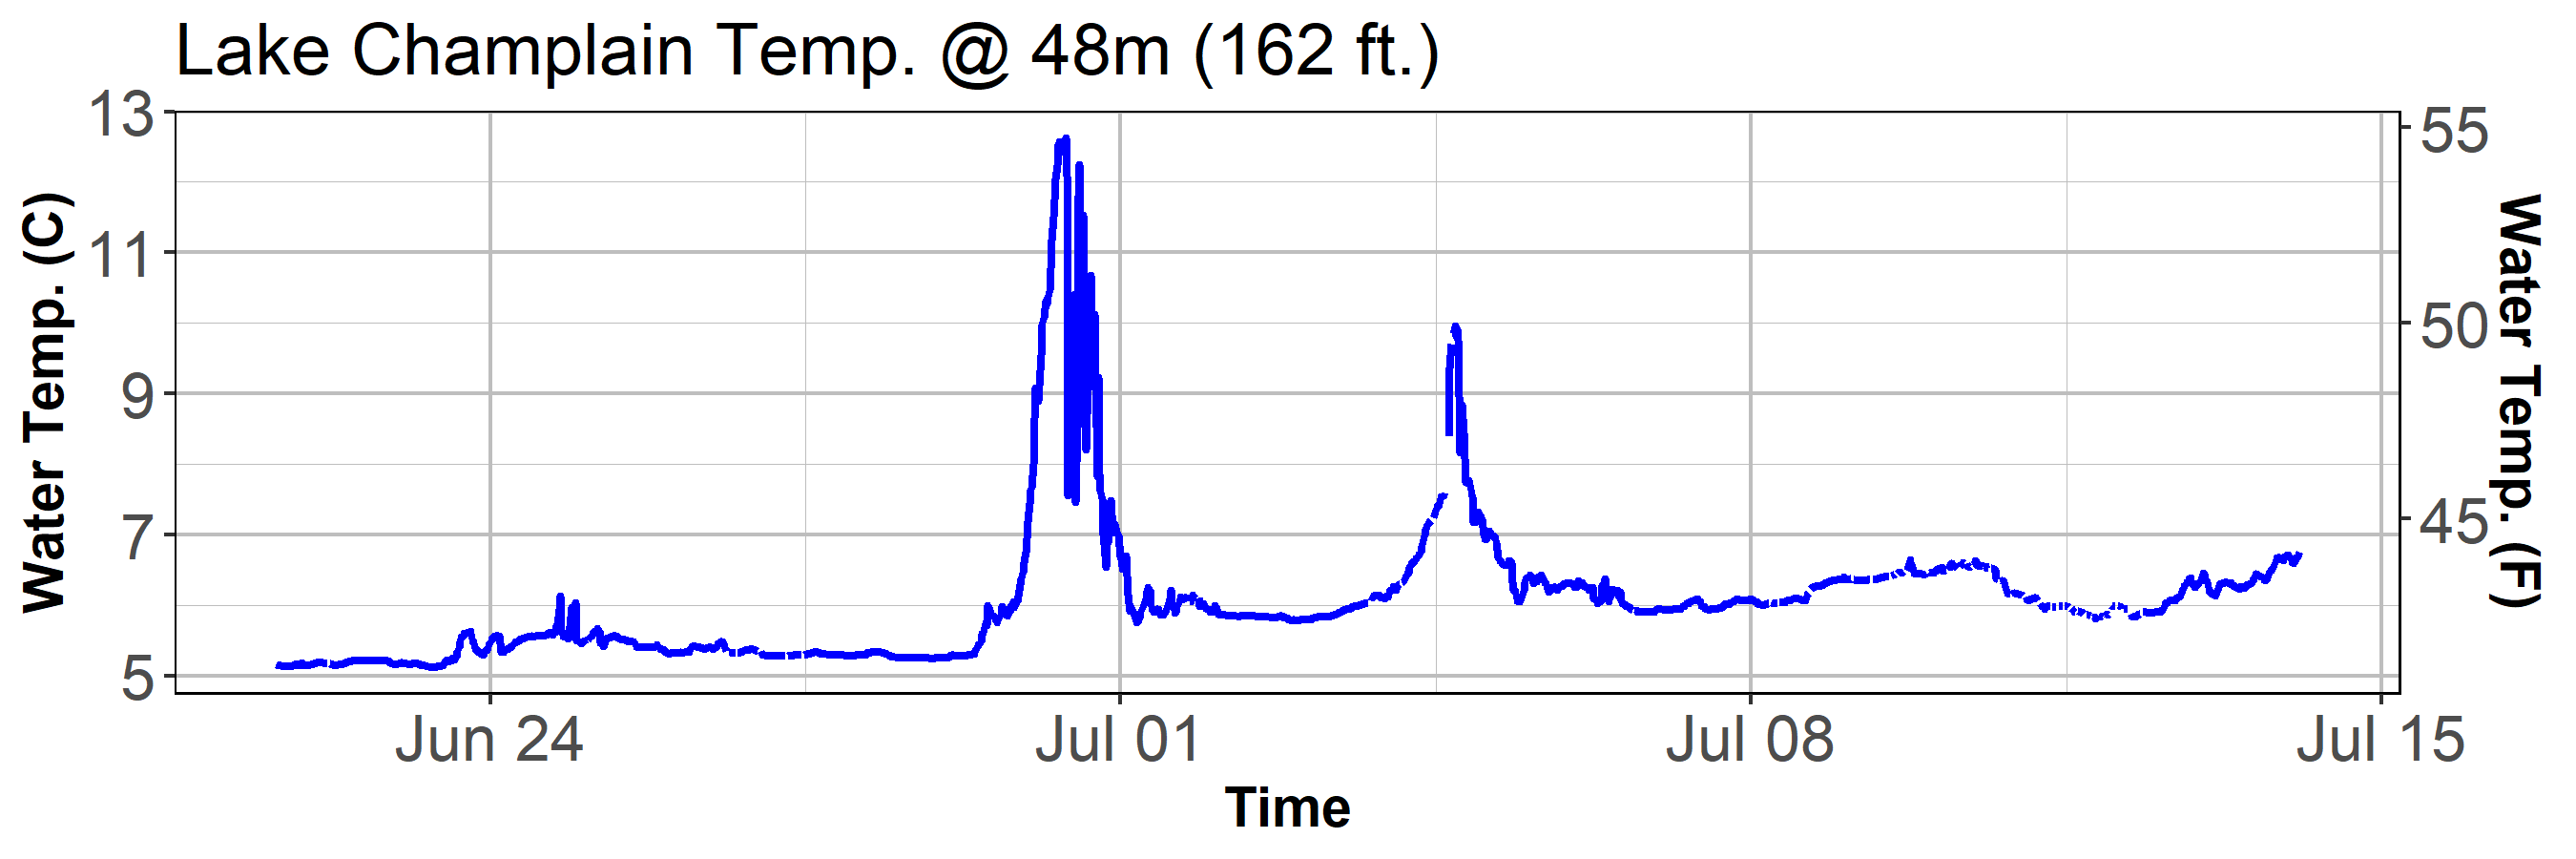 Lake Champlain Temp. @ 48m (162 ft.)
Water Temp. (C)
13
11
9
7
5
55
50
45
Water Temp. (F)
Jun 24
Jul 01
Jul 08
Jul 15
Time